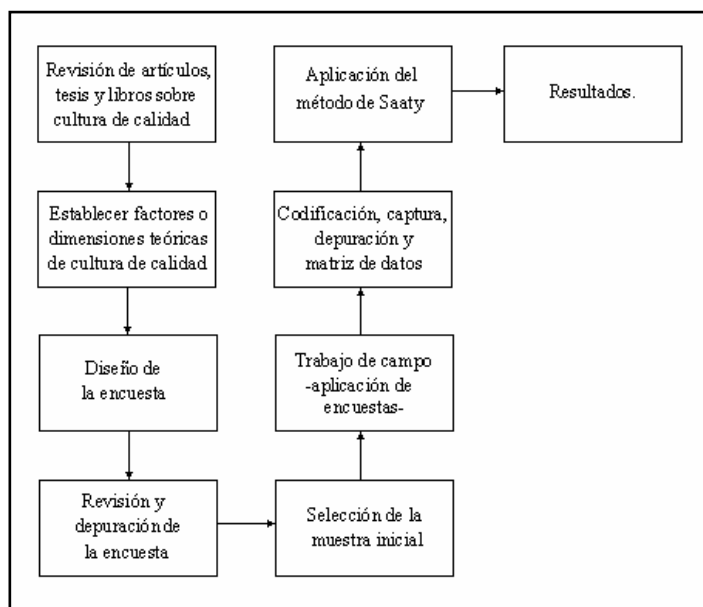 Revisión de artículos,
tesis y libros sobre
cultura de calidad
Establecer factores o
dimensiones teóricas
de cultura de calidad
Diseño de
la encuesta
Revisión y
depuración de
la encuesta
Selección de la
muestra inicial
Trabajo de campo
-aplicación de
encuestas-
Codificación, captura,
depuración y
matriz de datos
Aplicación del
método de Saaty
Resultados.